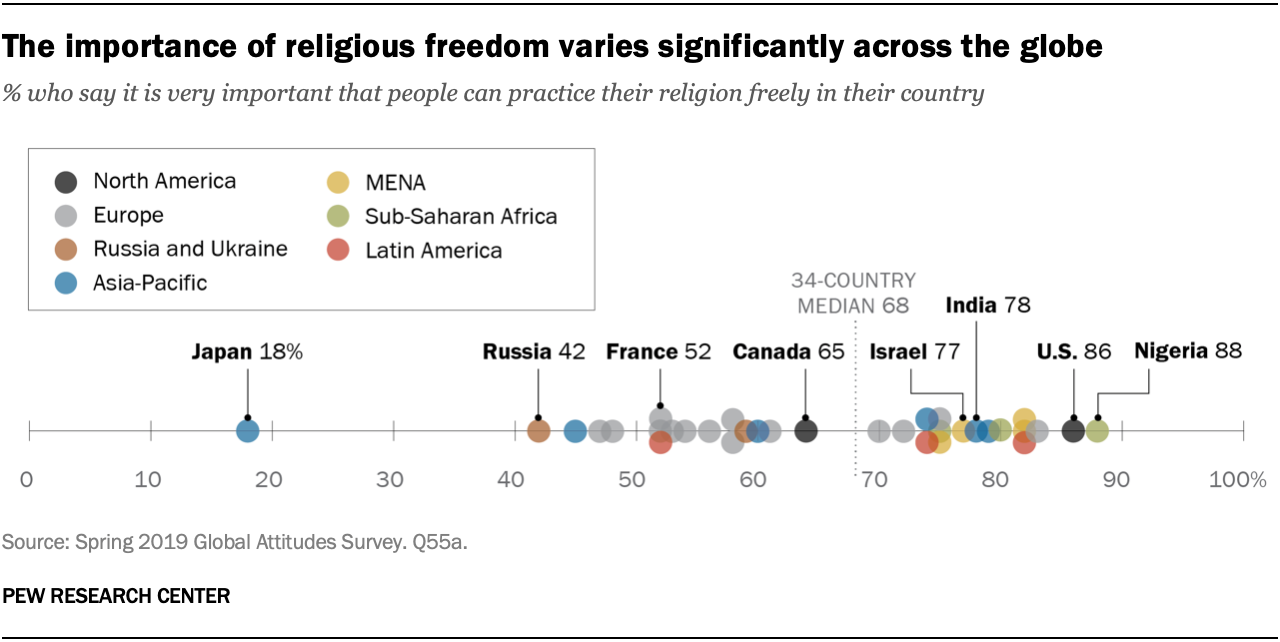 The importance of religious freedom varies significantly across the globe
% who say it is very important that people can practice their religion freely in their country
North America
Europe
Russia and Ukraine
Asia-Pacific
MENA
Sub-Saharan Africa
Latin America
34-COUNTRY
MEDIAN 68
India 78
Japan 18%
Russia 42
France 52
Canada 65
Israel 77
U.S. 86
Nigeria 88
0 10 20 30 40 50 60 70 80 90 100%
Source: Spring 2019 Global Attitudes Survey. Q55a.
PEW RESEARCH CENTER